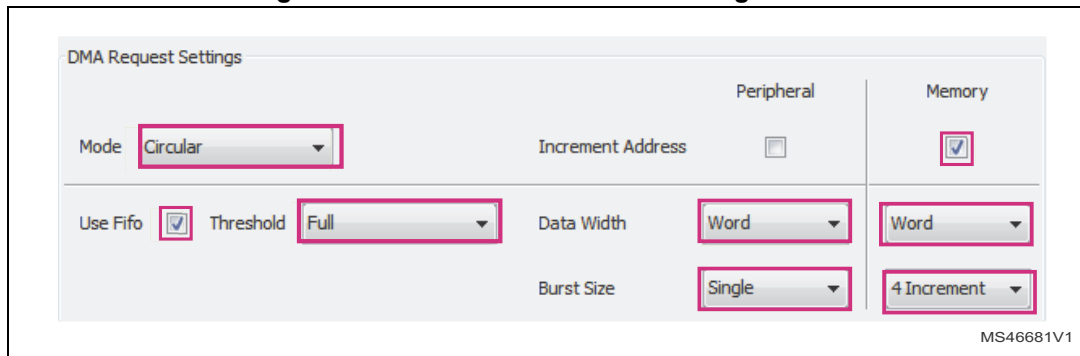 DMA Request Settings
Peripheral Memory
Mode Circular Increment Address
Use Fifo Threshold Full Data Width Word Word
Burst Size Single 4 Increment
MS46681V1